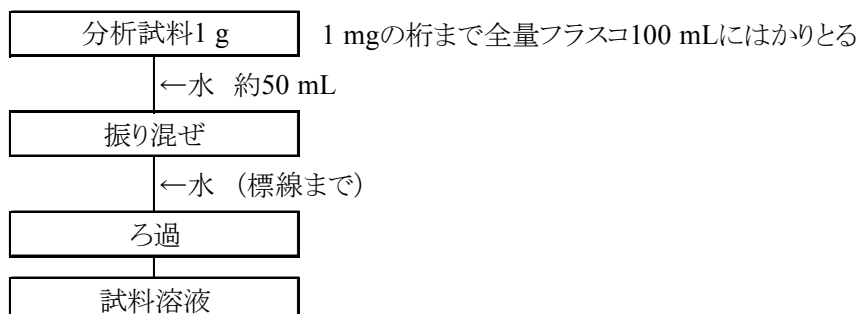 分析試料1 g　1 mgの桁まで全量フラスコ100 mLにはかりとる
←水　約50 mL
振り混ぜ
←水　（標線まで）
ろ過
試料溶液